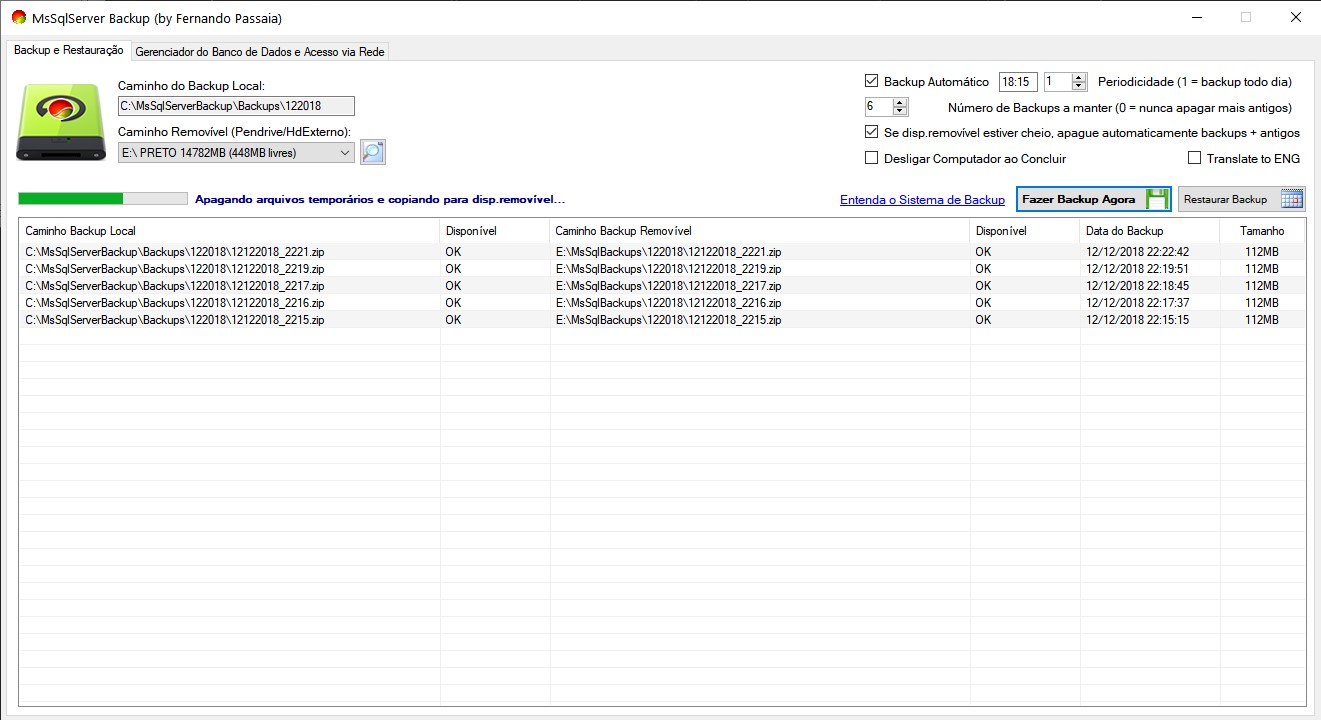 MsSqlServer Backup (by Fernando Passaia)
Backup e Restauração
Gerenciador do Banco de Dados e Acesso via Rede
Caminho do Backup Local:
C:\MsSqlServerBackup\Backups\122018
Caminho Removível (Pendrive/HdExterno):
E:\ PRETO 14782MB (448MB livres)
Backup Automático 18:15 1 Periodicidade (1 = backup todo dia)
6 Número de Backups a manter (0 = nunca apagar mais antigos)
Se disp.removível estiver cheio, apague automaticamente backups + antigos
Desligar Computador ao Concluir Translate to ENG
Apagando arquivos temporários e copiando para disp.removível... Entenda o Sistema de Backup Fazer Backup Agora Restaurar Backup
Caminho Backup Local Disponível Caminho Backup Removível Disponível Data do Backup Tamanho
C:\MsSqlServerBackup\Backups\122018\12122018_2221.zip OK E:\MsSqlBackups\122018\12122018_2221.zip OK 12/12/2018 22:22:42 112MB
C:\MsSqlServerBackup\Backups\122018\12122018_2219.zip OK E:\MsSqlBackups\122018\12122018_2219.zip OK 12/12/2018 22:19:51 112MB
C:\MsSqlServerBackup\Backups\122018\12122018_2217.zip OK E:\MsSqlBackups\122018\12122018_2217.zip OK 12/12/2018 22:18:45 112MB
C:\MsSqlServerBackup\Backups\122018\12122018_2216.zip OK E:\MsSqlBackups\122018\12122018_2216.zip OK 12/12/2018 22:17:37 112MB
C:\MsSqlServerBackup\Backups\122018\12122018_2215.zip OK E:\MsSqlBackups\122018\12122018_2215.zip OK 12/12/2018 22:15:15 112MB